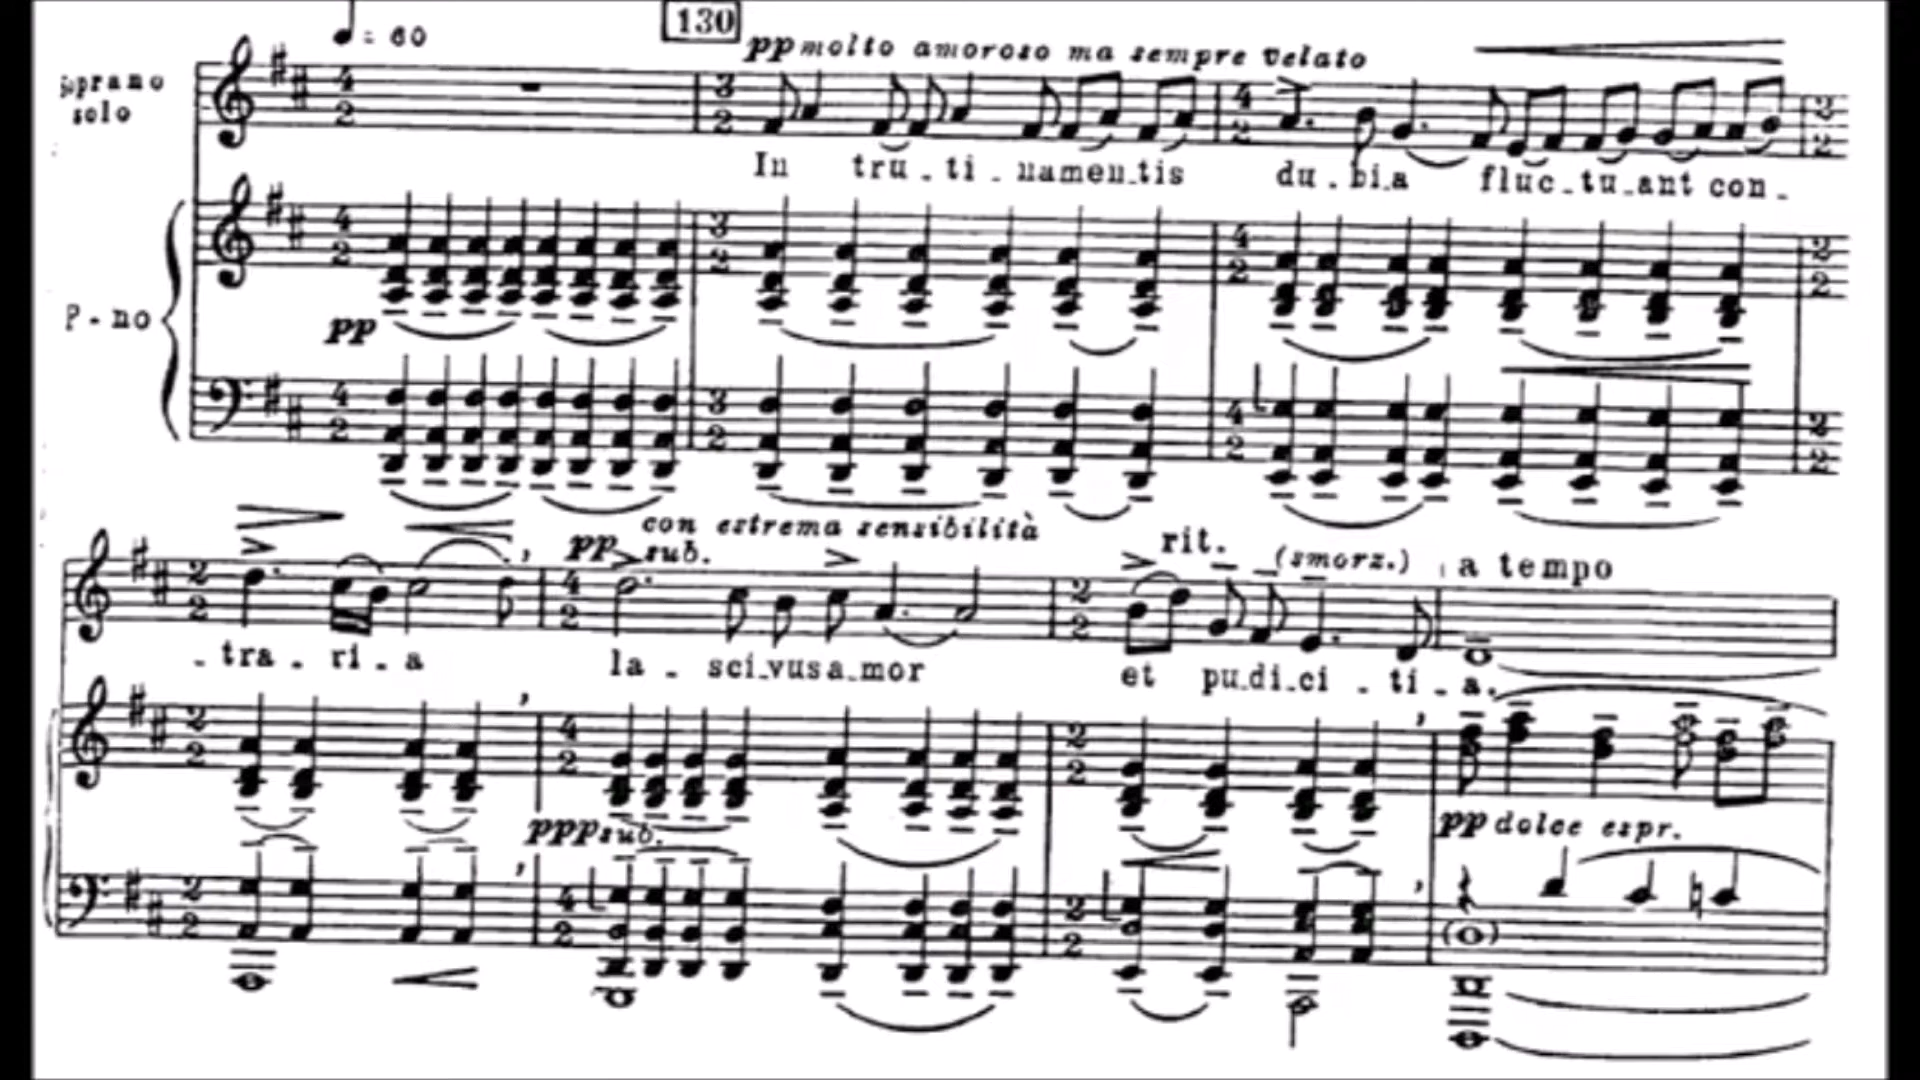 ♩ = 60 130
pp molto amoroso ma sempre velato
soprano solo
In tru - ti - namen - tis du - bi - a fluc - tu - ant con -
P - no
pp
con estrema sensibilità
pp sub. rit. (smorz.) a tempo
- tra - ri - a la - sci - vus a - mor et pu - di - ci - ti - a.
ppp sub. pp dolce espr.